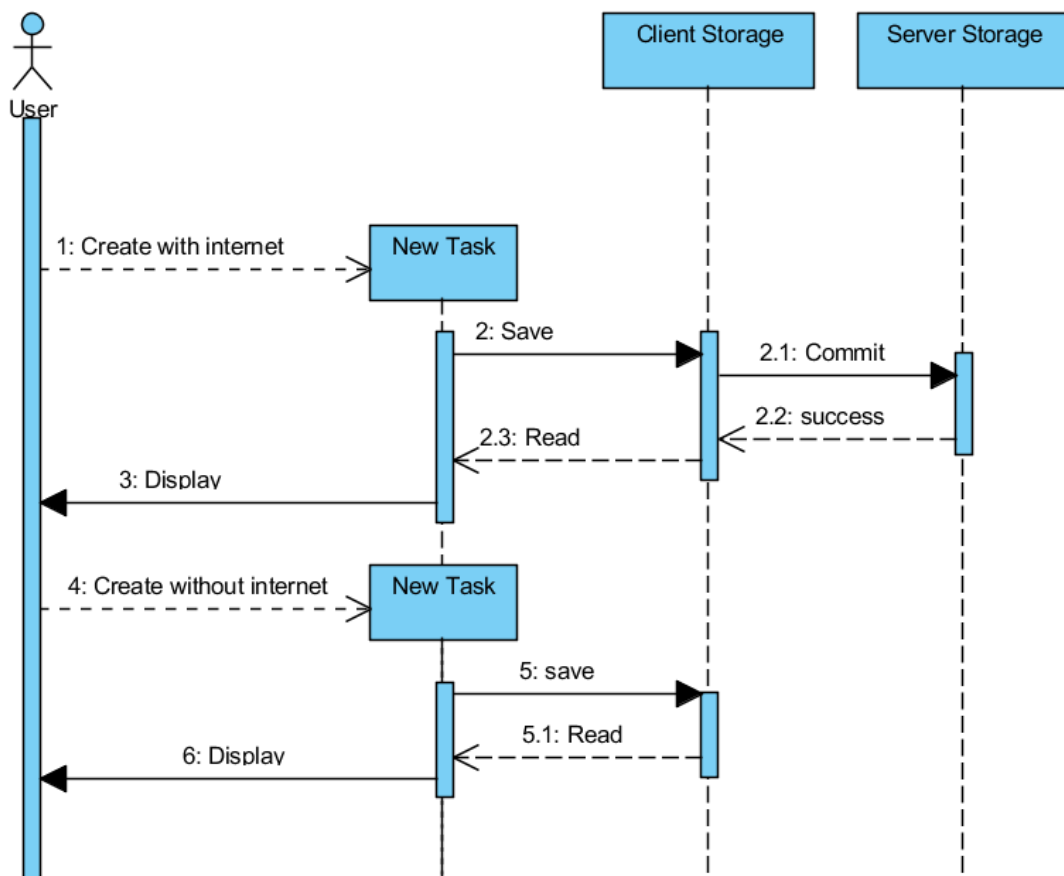 Client Storage
Server Storage
User
1: Create with internet
New Task
2: Save
2.1: Commit
2.2: success
2.3: Read
3: Display
4: Create without internet
New Task
5: save
5.1: Read
6: Display